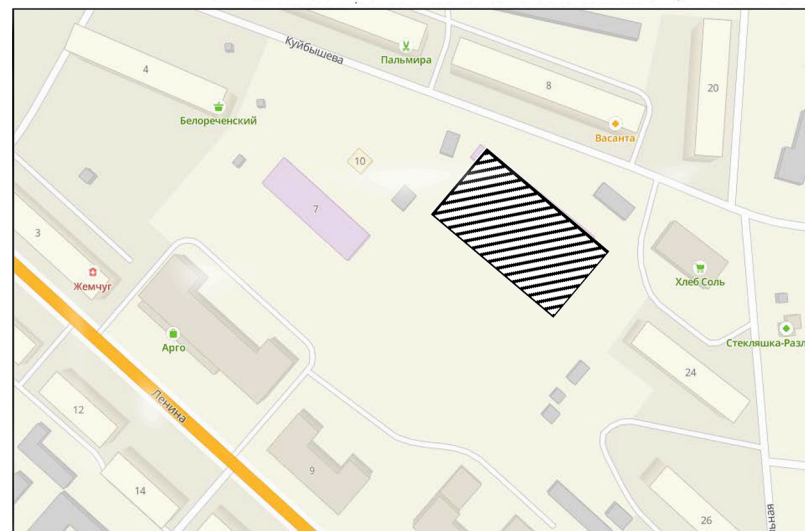 Куйбышева
Пальмира
4
8
20
Белореченский
Васанта
10
7
3
Жемчуг
Хлеб Соль
Арго
Стекляшка-Разл
24
Ленина
12
9
14
26
льная